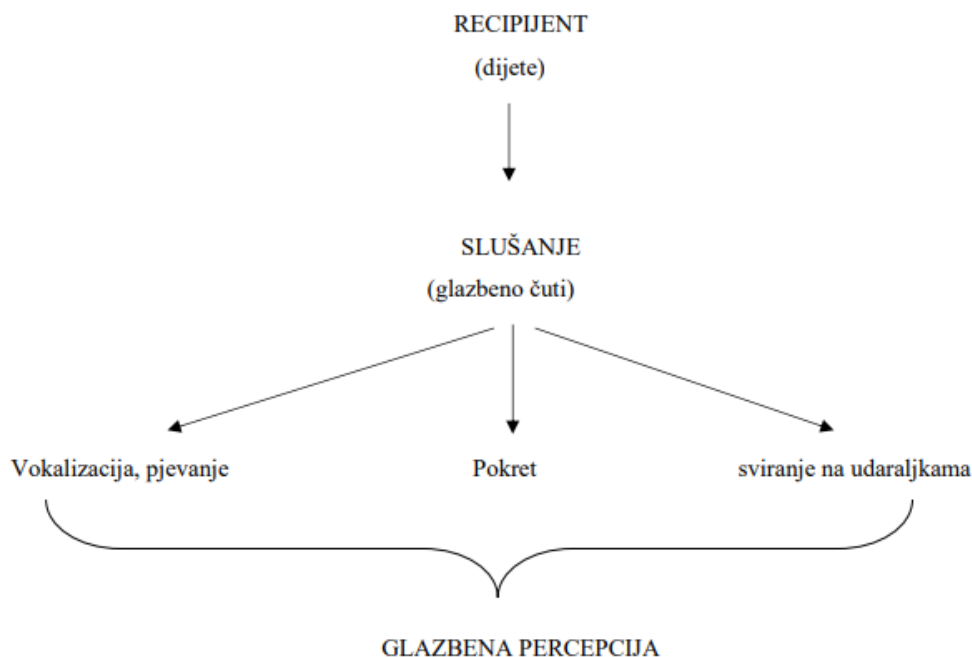 RECIPIJENT
(dijete)
SLUŠANJE
(glazbeno čuti)
Vokalizacija, pjevanje
Pokret
sviranje na udaraljkama
GLAZBENA PERCEPCIJA